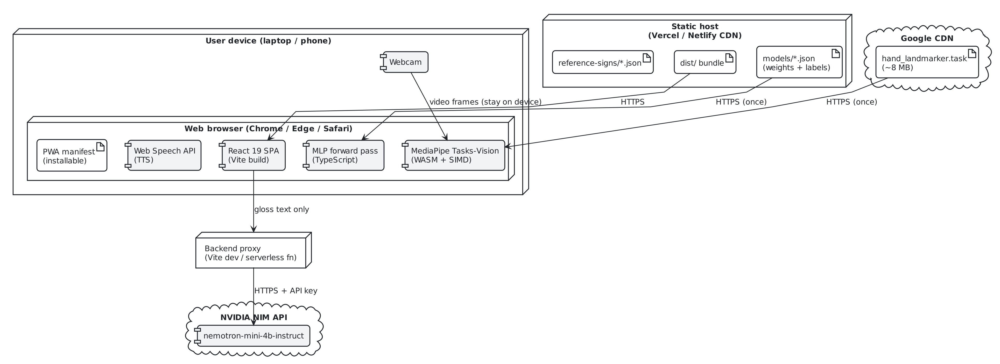 Static host
(Vercel / Netlify CDN)
Google CDN
User device (laptop / phone)
Webcam
reference-signs/*.json
dist/ bundle
models/*.json
(weights + labels)
hand_landmarker.task
(~8 MB)
video frames (stay on device)
HTTPS
HTTPS (once)
HTTPS (once)
Web browser (Chrome / Edge / Safari)
PWA manifest
(installable)
Web Speech API
(TTS)
React 19 SPA
(Vite build)
MLP forward pass
(TypeScript)
MediaPipe Tasks-Vision
(WASM + SIMD)
gloss text only
Backend proxy
(Vite dev / serverless fn)
HTTPS + API key
NVIDIA NIM API
nemotron-mini-4b-instruct